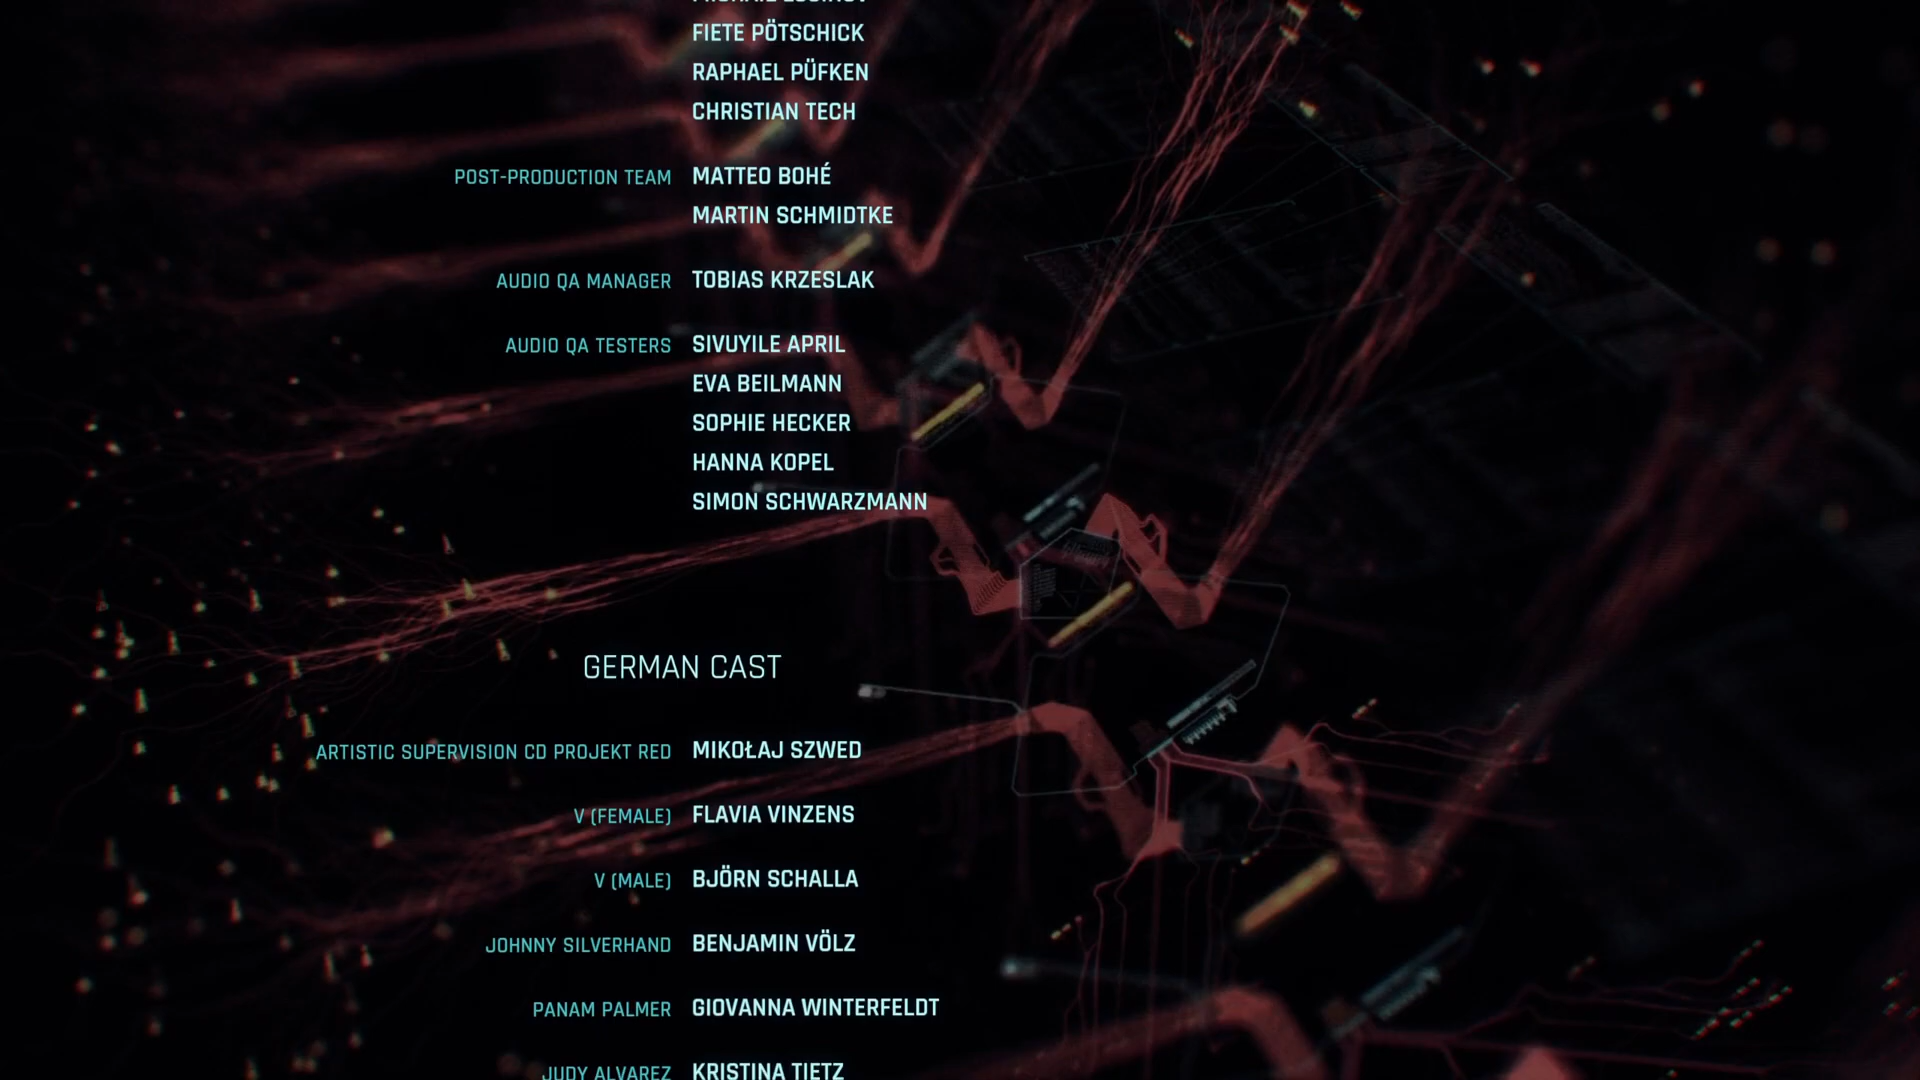 FIETE PÖTSCHICK
RAPHAEL PÜFKEN
CHRISTIAN TECH
POST-PRODUCTION TEAM MATTEO BOHÉ
MARTIN SCHMIDTKE
AUDIO QA MANAGER TOBIAS KRZESLAK
AUDIO QA TESTERS SIVUYILE APRIL
EVA BEILMANN
SOPHIE HECKER
HANNA KOPEL
SIMON SCHWARZMANN
GERMAN CAST
ARTISTIC SUPERVISION CD PROJEKT RED MIKOŁAJ SZWED
V (FEMALE) FLAVIA VINZENS
V (MALE) BJÖRN SCHALLA
JOHNNY SILVERHAND BENJAMIN VÖLZ
PANAM PALMER GIOVANNA WINTERFELDT
JUDY ALVAREZ KRISTINA TIETZ